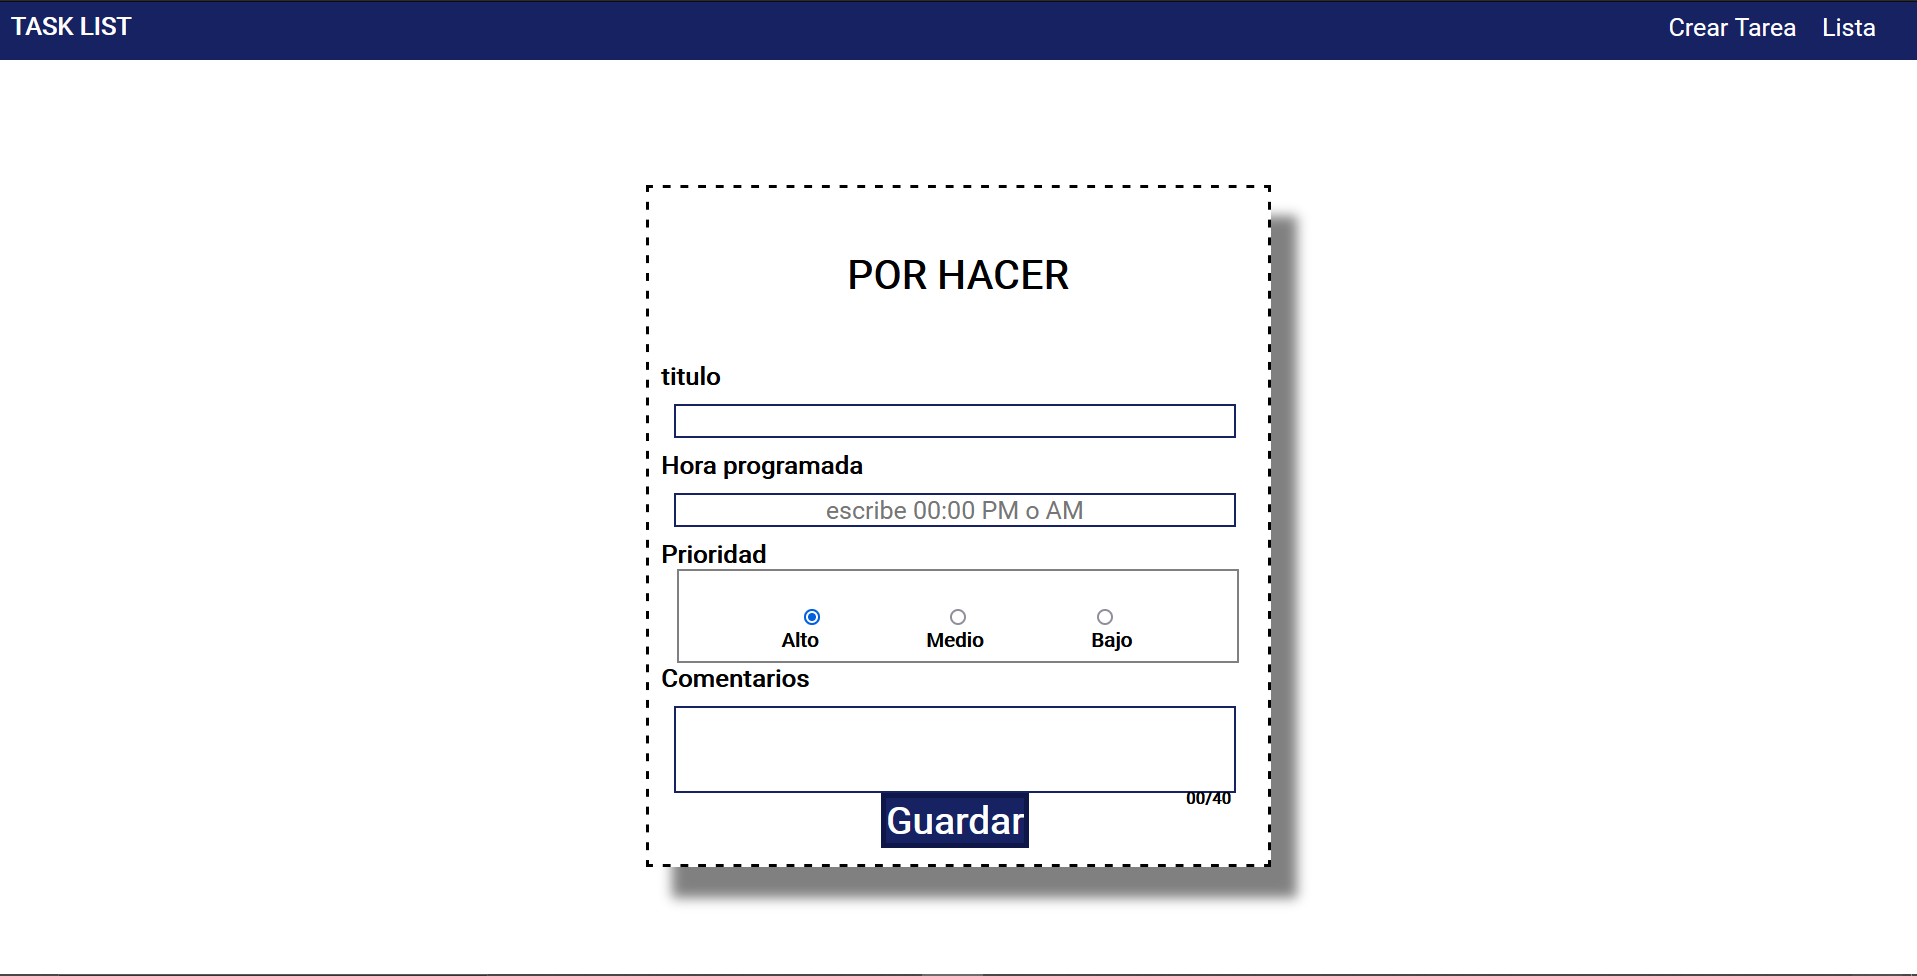 TASK LIST
Crear Tarea Lista
POR HACER
titulo
Hora programada
escribe 00:00 PM o AM
Prioridad
Alto Medio Bajo
Comentarios
00/40
Guardar